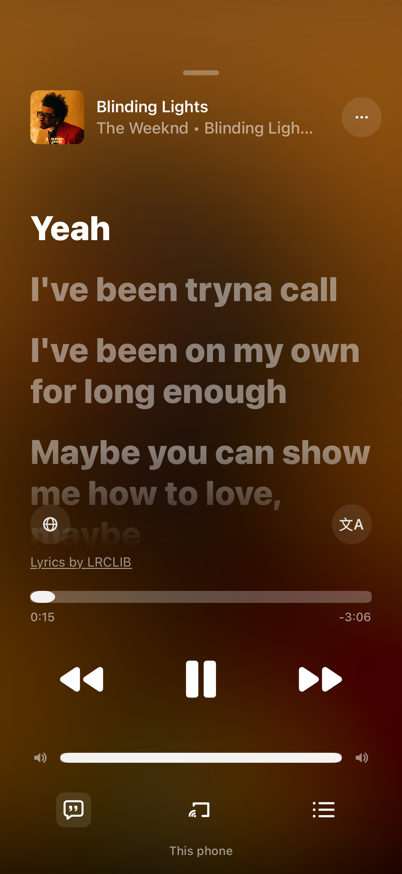 Blinding Lights
The Weeknd • Blinding Ligh...
Yeah
I've been tryna call
I've been on my own
for long enough
Maybe you can show
me how to love,
maybe
文A
Lyrics by LRCLIB
0:15
-3:06
This phone